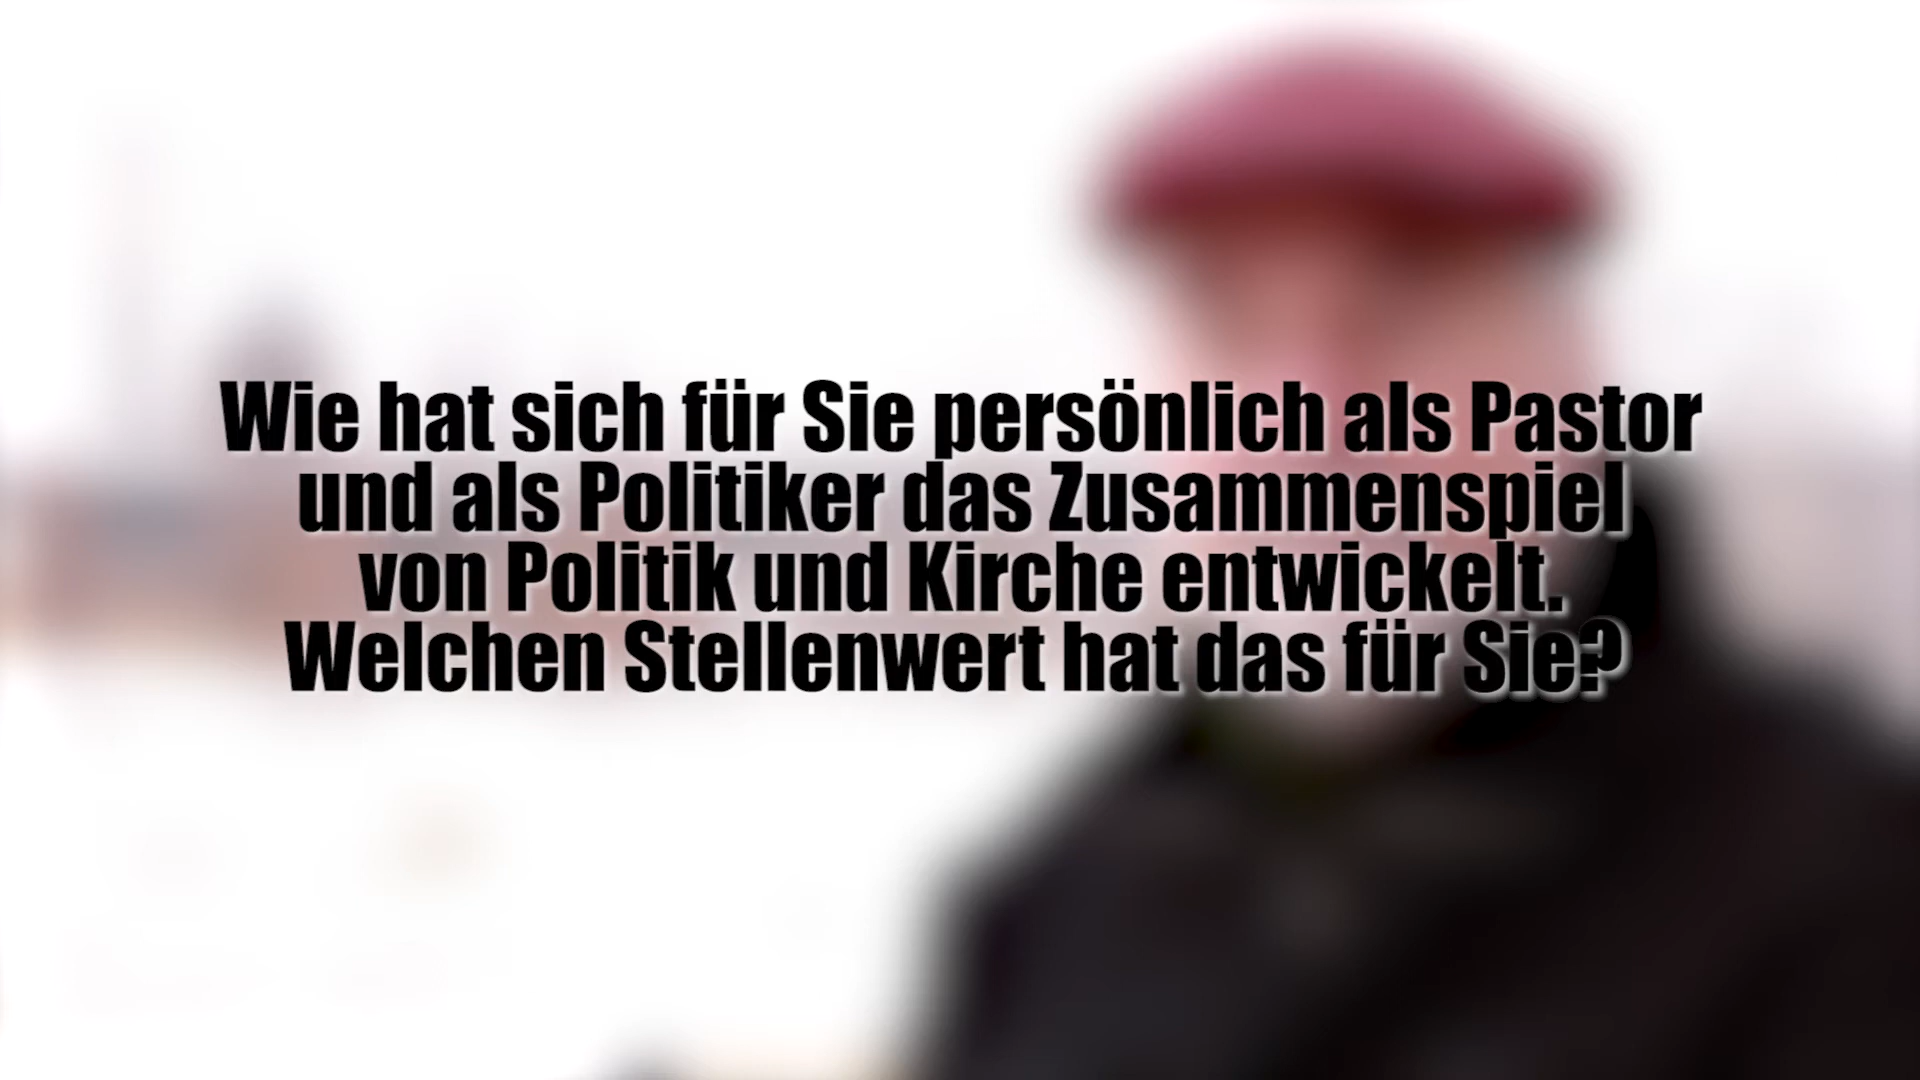 Wie hat sich für Sie persönlich als Pastor
und als Politiker das Zusammenspiel
von Politik und Kirche entwickelt.
Welchen Stellenwert hat das für Sie?